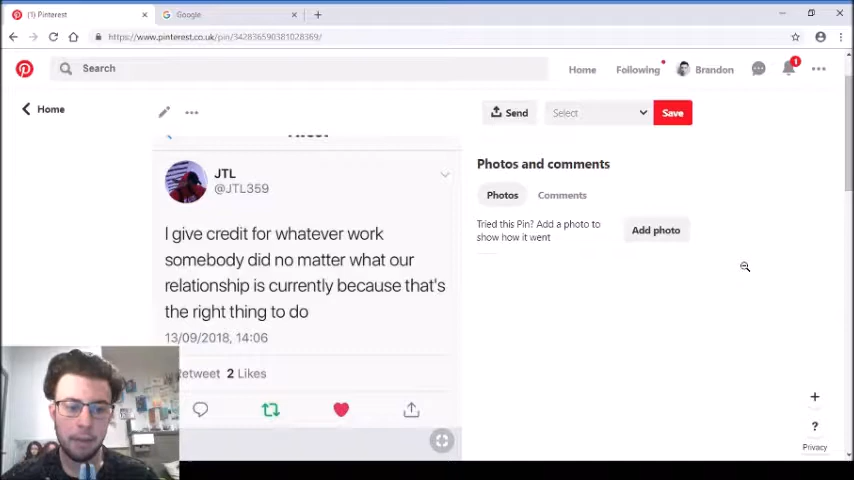 (1) Pinterest
Google
https://www.pinterest.co.uk/pin/342836590381028369/
Search
Home
Following
Brandon
1
Home
Send
Select
Save
JTL
@JTL359
I give credit for whatever work
somebody did no matter what our
relationship is currently because that's
the right thing to do
13/09/2018, 14:06
etweet 2 Likes
Photos and comments
Photos
Comments
Tried this Pin? Add a photo to
show how it went
Add photo
?
Privacy